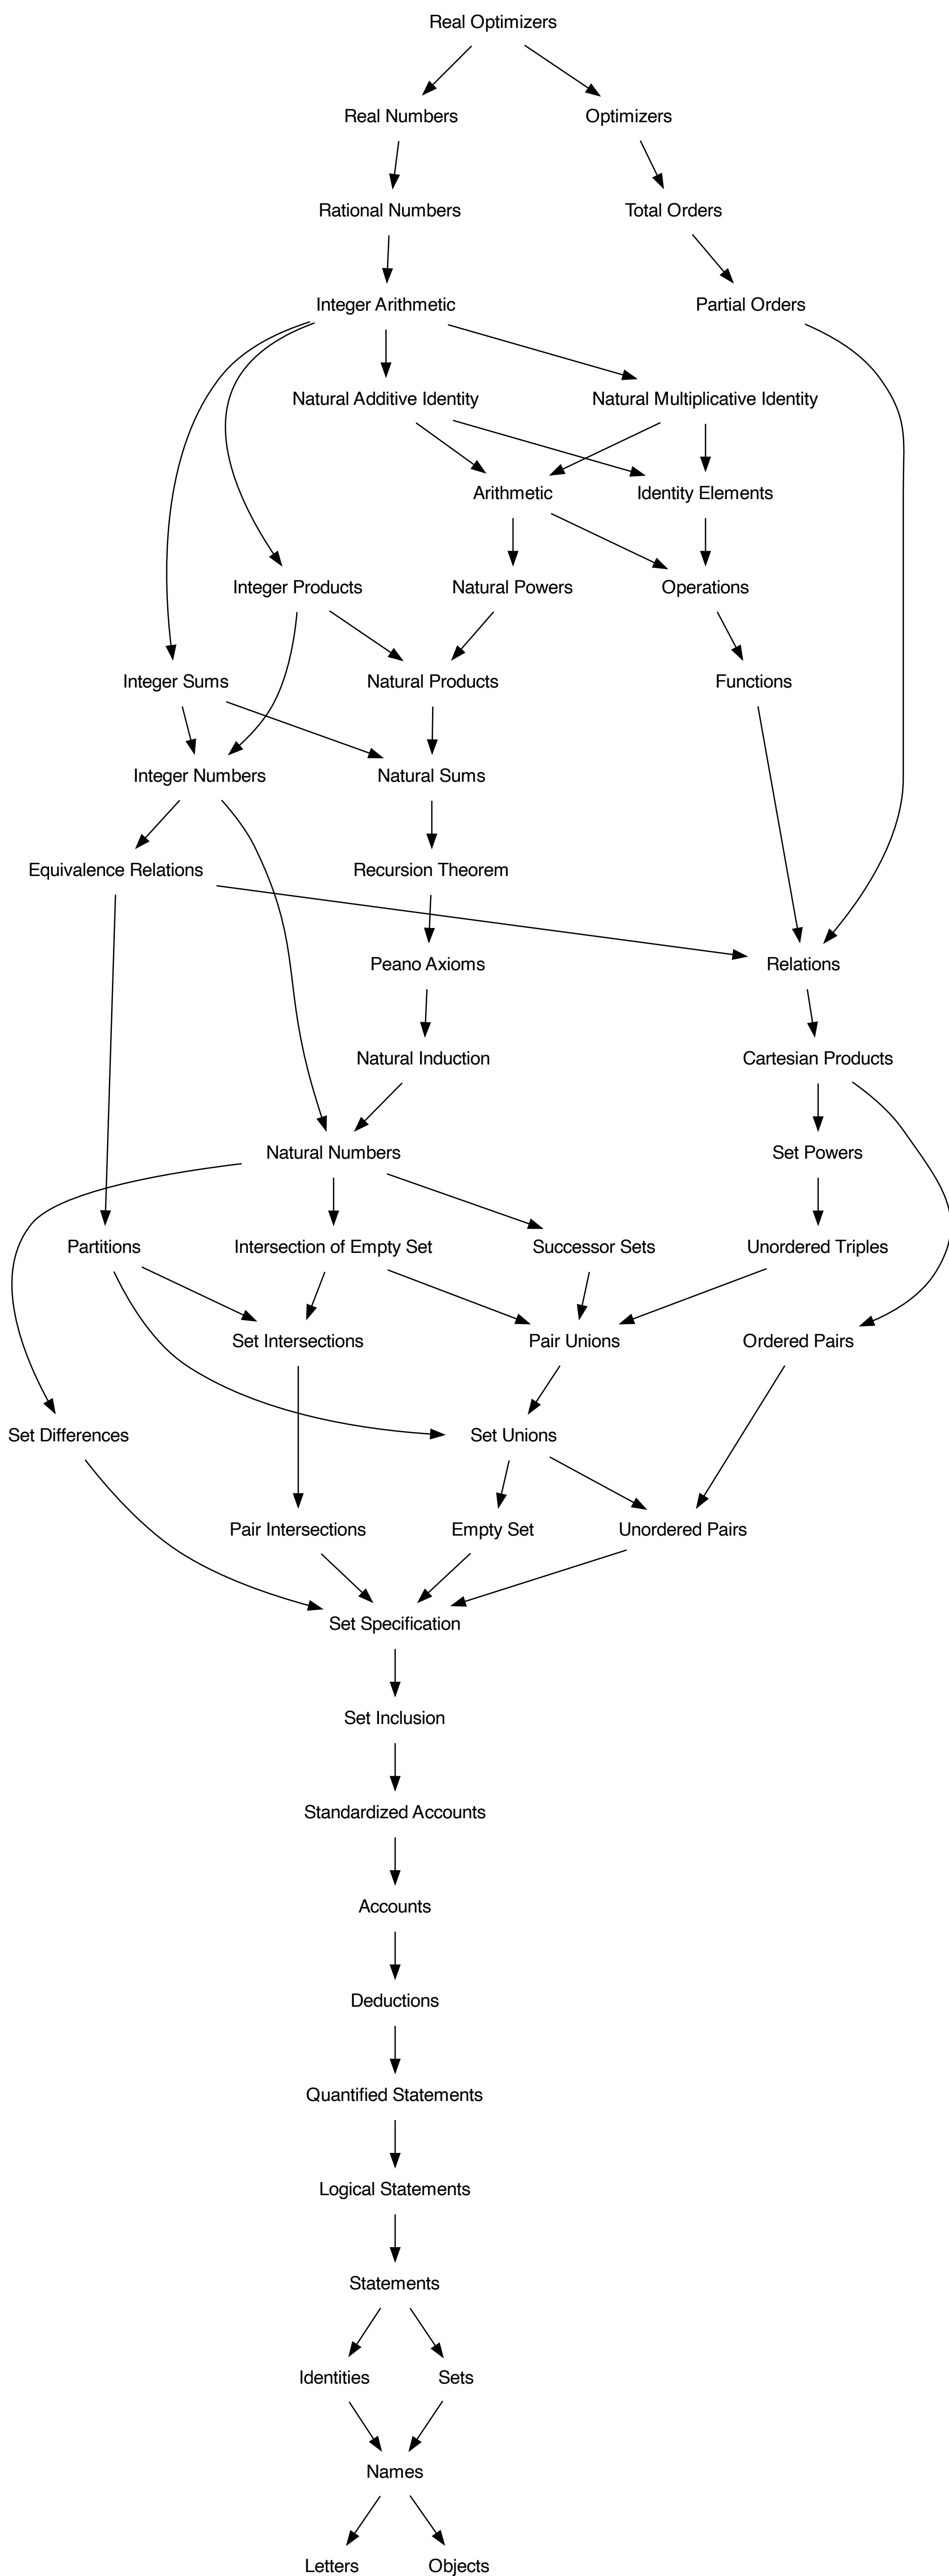 Real Optimizers
Real Numbers
Optimizers
Rational Numbers
Total Orders
Integer Arithmetic
Partial Orders
Natural Additive Identity
Natural Multiplicative Identity
Arithmetic
Identity Elements
Integer Products
Natural Powers
Operations
Integer Sums
Natural Products
Functions
Integer Numbers
Natural Sums
Equivalence Relations
Recursion Theorem
Peano Axioms
Relations
Natural Induction
Cartesian Products
Natural Numbers
Set Powers
Partitions
Intersection of Empty Set
Successor Sets
Unordered Triples
Set Intersections
Pair Unions
Ordered Pairs
Set Differences
Set Unions
Pair Intersections
Empty Set
Unordered Pairs
Set Specification
Set Inclusion
Standardized Accounts
Accounts
Deductions
Quantified Statements
Logical Statements
Statements
Identities
Sets
Names
Letters
Objects